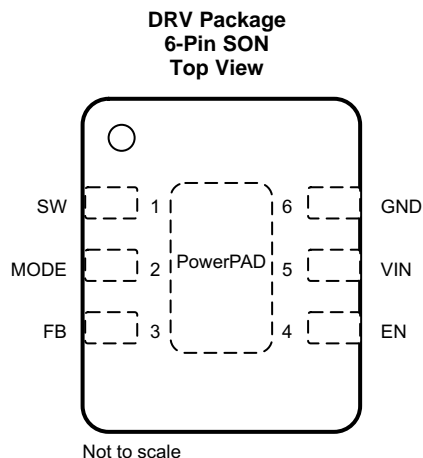 DRV Package
6-Pin SON
Top View
SW 1 6 GND
MODE 2 PowerPAD 5 VIN
FB 3 4 EN
Not to scale